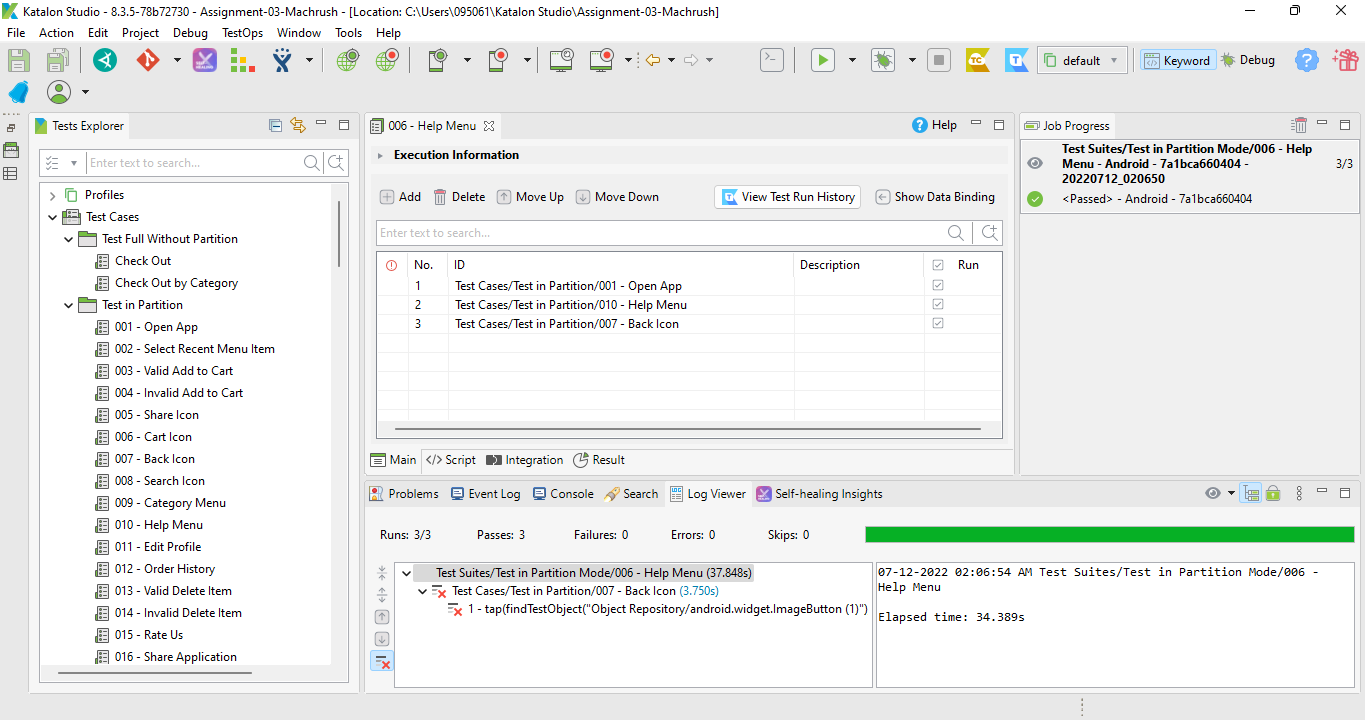 Katalon Studio - 8.3.5-78b72730 - Assignment-03-Machrush - [Location: C:\Users\095061\Katalon Studio\Assignment-03-Machrush]
File Action Edit Project Debug TestOps Window Tools Help
default Keyword Debug
Tests Explorer
Enter text to search...
Profiles
Test Cases
Test Full Without Partition
Check Out
Check Out by Category
Test in Partition
001 - Open App
002 - Select Recent Menu Item
003 - Valid Add to Cart
004 - Invalid Add to Cart
005 - Share Icon
006 - Cart Icon
007 - Back Icon
008 - Search Icon
009 - Category Menu
010 - Help Menu
011 - Edit Profile
012 - Order History
013 - Valid Delete Item
014 - Invalid Delete Item
015 - Rate Us
016 - Share Application
006 - Help Menu Help
Execution Information
Add Delete Move Up Move Down View Test Run History Show Data Binding
Enter text to search...
No. ID Description Run
1 Test Cases/Test in Partition/001 - Open App
2 Test Cases/Test in Partition/010 - Help Menu
3 Test Cases/Test in Partition/007 - Back Icon
Main </> Script Integration Result
Job Progress
Test Suites/Test in Partition Mode/006 - Help
Menu - Android - 7a1bca660404 -
20220712_020650
3/3
<Passed> - Android - 7a1bca660404
Problems Event Log Console Search Log Viewer Self-healing Insights
Runs: 3/3 Passes: 3 Failures: 0 Errors: 0 Skips: 0
Test Suites/Test in Partition Mode/006 - Help Menu (37.848s)
Test Cases/Test in Partition/007 - Back Icon (3.750s)
1 - tap(findTestObject("Object Repository/android.widget.ImageButton (1)")
07-12-2022 02:06:54 AM Test Suites/Test in Partition Mode/006 -
Help Menu
Elapsed time: 34.389s